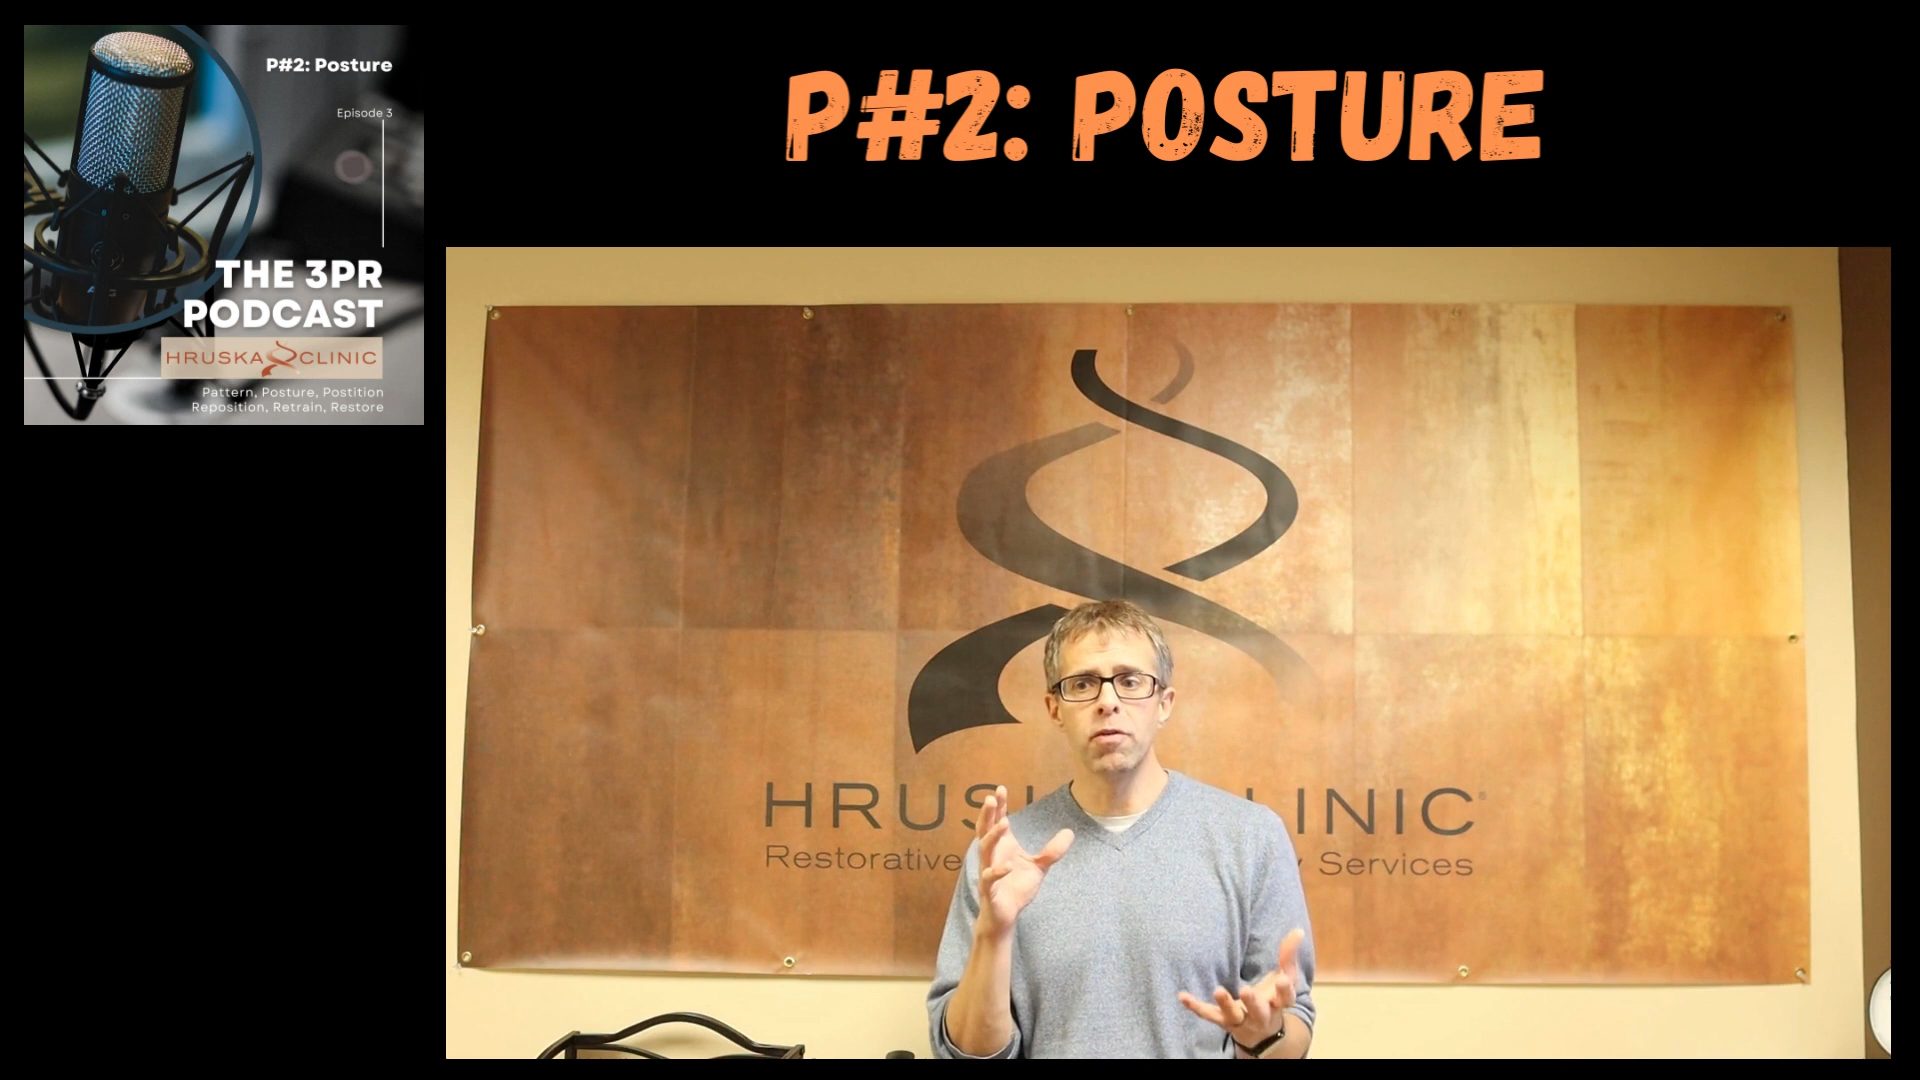 P#2: Posture
Episode 3
THE 3PR
PODCAST
HRUSKA CLINIC
Pattern, Posture, Postition
Reposition, Retrain, Restore
P#2: POSTURE
HRUSK LINIC®
Restorative Services